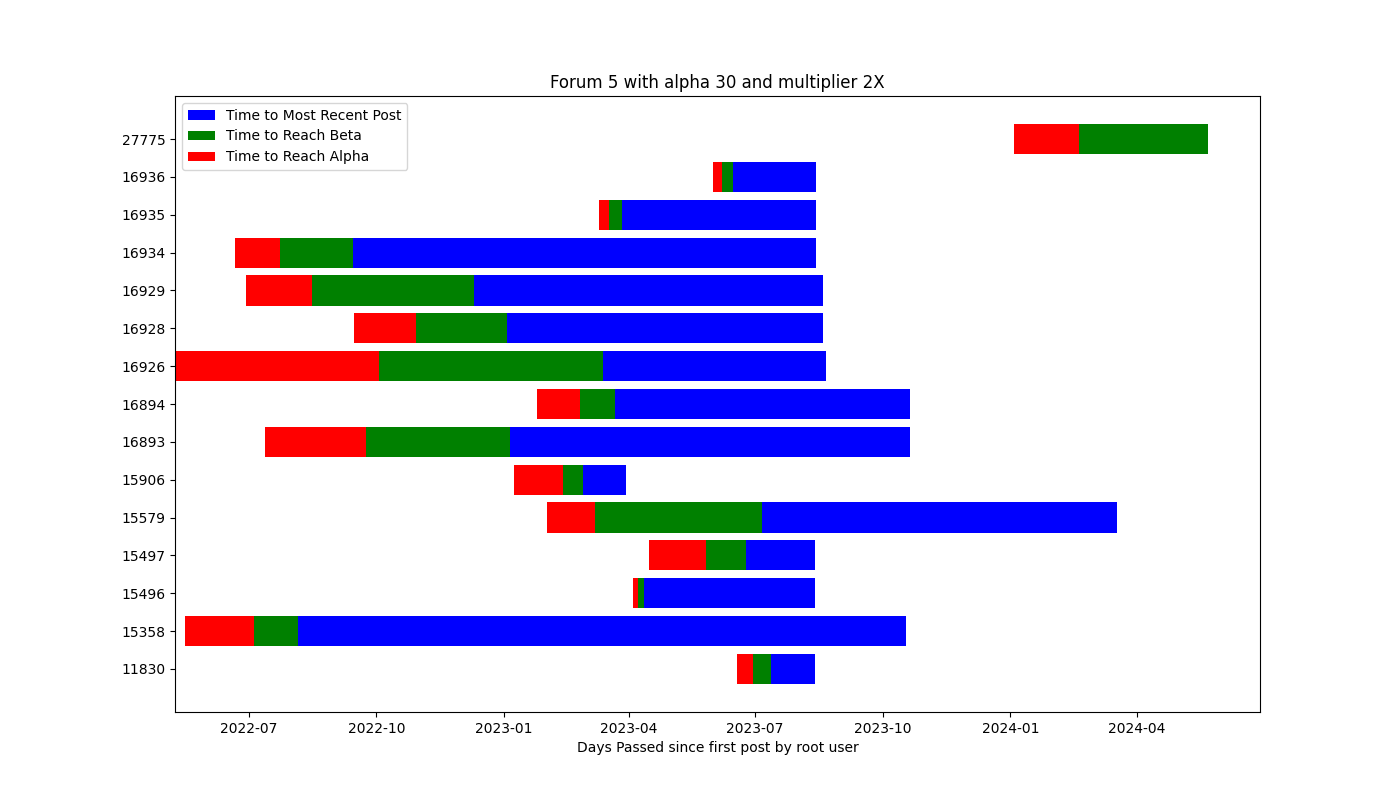 Forum 5 with alpha 30 and multiplier 2X
Time to Most Recent Post
Time to Reach Beta
Time to Reach Alpha
27775
16936
16935
16934
16929
16928
16926
16894
16893
15906
15579
15497
15496
15358
11830
2022-07 2022-10 2023-01 2023-04 2023-07 2023-10 2024-01 2024-04
Days Passed since first post by root user